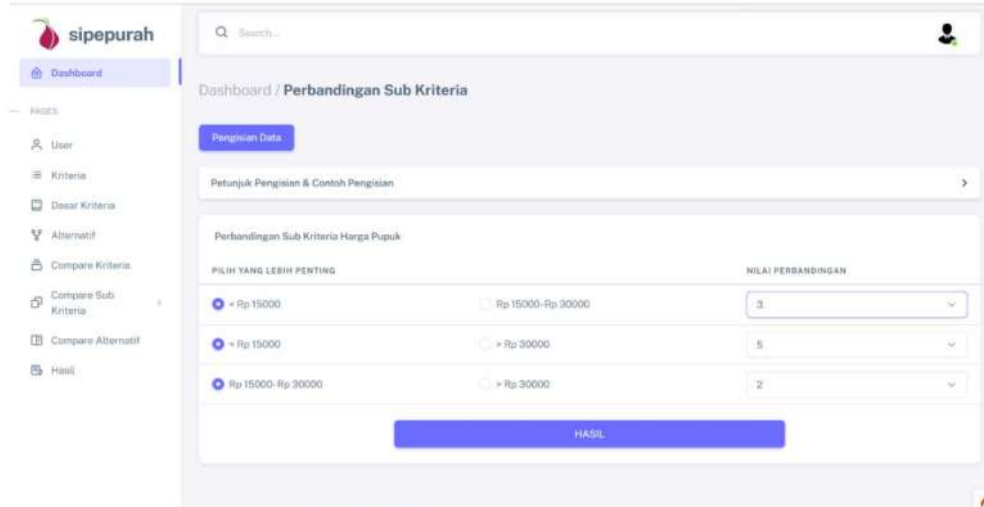 sipepurah
Search...
Dashboard
Dashboard / Perbandingan Sub Kriteria
PAGES
Pengisian Data
User
Kriteria
Petunjuk Pengisian & Contoh Pengisian
Dasar Kriteria
Alternatif
Perbandingan Sub Kriteria Harga Pupuk
Compare Kriteria
PILIH YANG LEBIH PENTING NILAI PERBANDINGAN
Compare Sub
Kriteria
< Rp 15000 Rp 15000-Rp 30000 3
Compare Alternatif
< Rp 15000 > Rp 30000 5
Hasil
Rp 15000-Rp 30000 > Rp 30000 2
HASIL